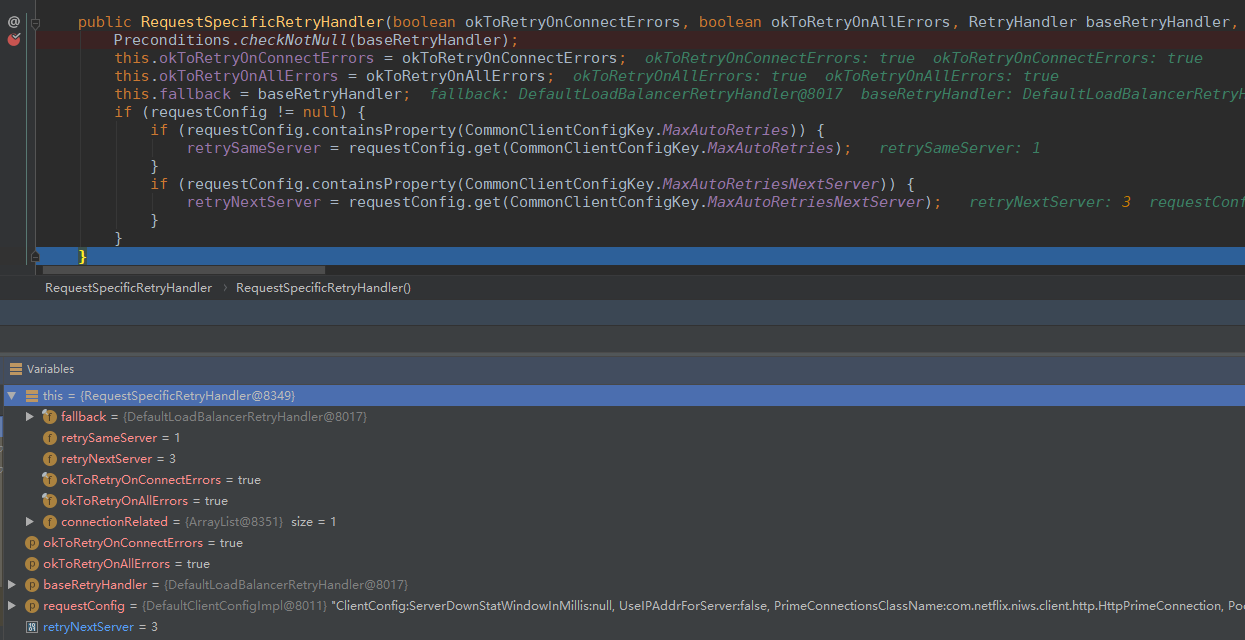 @ public RequestSpecificRetryHandler(boolean okToRetryOnConnectErrors, boolean okToRetryOnAllErrors, RetryHandler baseRetryHandler,
Preconditions.checkNotNull(baseRetryHandler);
this.okToRetryOnConnectErrors = okToRetryOnConnectErrors; okToRetryOnConnectErrors: true okToRetryOnConnectErrors: true
this.okToRetryOnAllErrors = okToRetryOnAllErrors; okToRetryOnAllErrors: true okToRetryOnAllErrors: true
this.fallback = baseRetryHandler; fallback: DefaultLoadBalancerRetryHandler@8017 baseRetryHandler: DefaultLoadBalancerRetryH
if (requestConfig != null) {
if (requestConfig.containsProperty(CommonClientConfigKey.MaxAutoRetries)) {
retrySameServer = requestConfig.get(CommonClientConfigKey.MaxAutoRetries); retrySameServer: 1
}
if (requestConfig.containsProperty(CommonClientConfigKey.MaxAutoRetriesNextServer)) {
retryNextServer = requestConfig.get(CommonClientConfigKey.MaxAutoRetriesNextServer); retryNextServer: 3 requestConf
}
}
}
RequestSpecificRetryHandler › RequestSpecificRetryHandler()
Variables
this = {RequestSpecificRetryHandler@8349}
f fallback = {DefaultLoadBalancerRetryHandler@8017}
f retrySameServer = 1
f retryNextServer = 3
f okToRetryOnConnectErrors = true
f okToRetryOnAllErrors = true
f connectionRelated = {ArrayList@8351} size = 1
p okToRetryOnConnectErrors = true
p okToRetryOnAllErrors = true
p baseRetryHandler = {DefaultLoadBalancerRetryHandler@8017}
p requestConfig = {DefaultClientConfigImpl@8011} "ClientConfig:ServerDownStatWindowInMillis:null, UseIPAddrForServer:false, PrimeConnectionsClassName:com.netflix.niws.client.http.HttpPrimeConnection, Poo
retryNextServer = 3